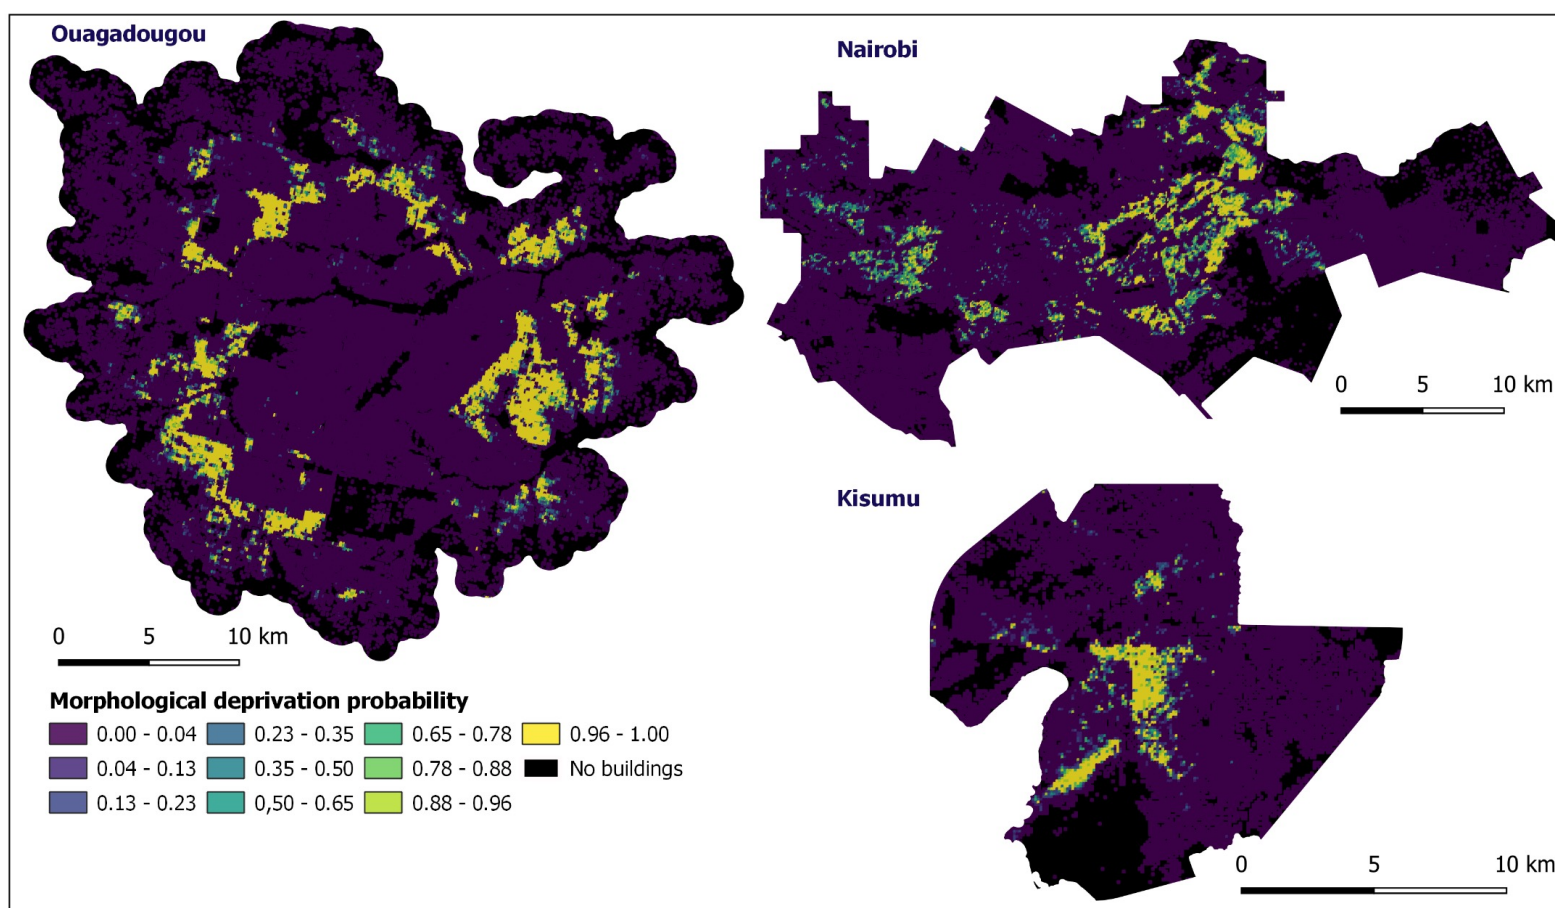 Ouagadougou
Nairobi
0 5 10 km
Kisumu
0 5 10 km
Morphological deprivation probability
0.00 - 0.04 0.23 - 0.35 0.65 - 0.78 0.96 - 1.00
0.04 - 0.13 0.35 - 0.50 0.78 - 0.88 No buildings
0.13 - 0.23 0,50 - 0.65 0.88 - 0.96
0 5 10 km